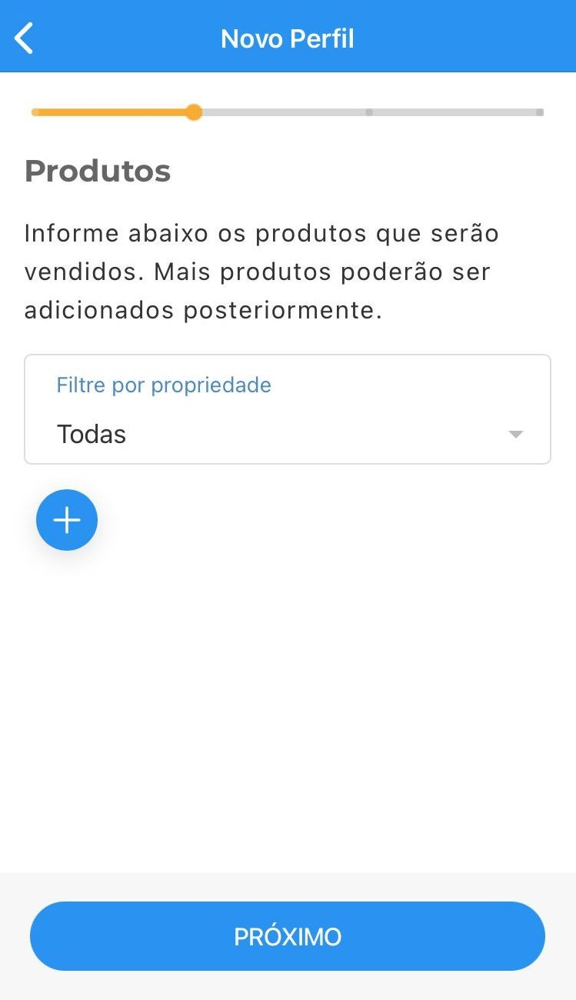 Novo Perfil
Produtos
Informe abaixo os produtos que serão
vendidos. Mais produtos poderão ser
adicionados posteriormente.
Filtre por propriedade
Todas
PRÓXIMO